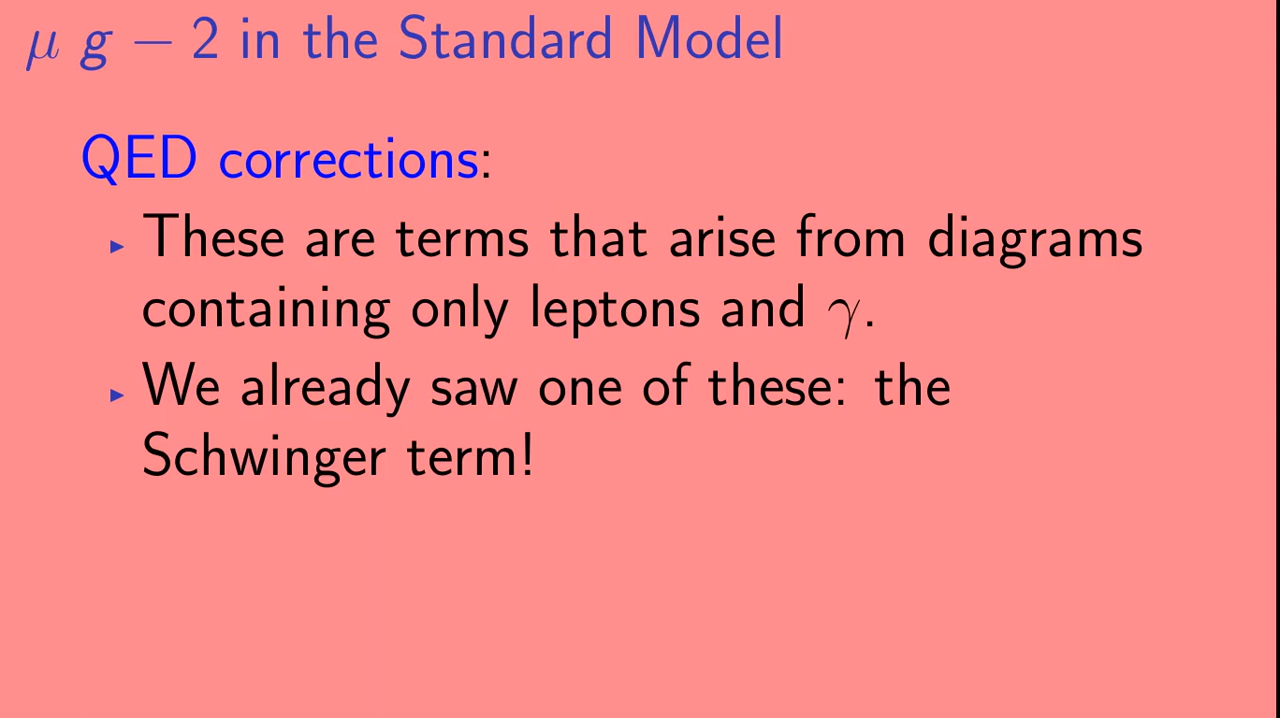 μ g − 2 in the Standard Model
QED corrections:
▸ These are terms that arise from diagrams
containing only leptons and γ.
▸ We already saw one of these: the
Schwinger term!